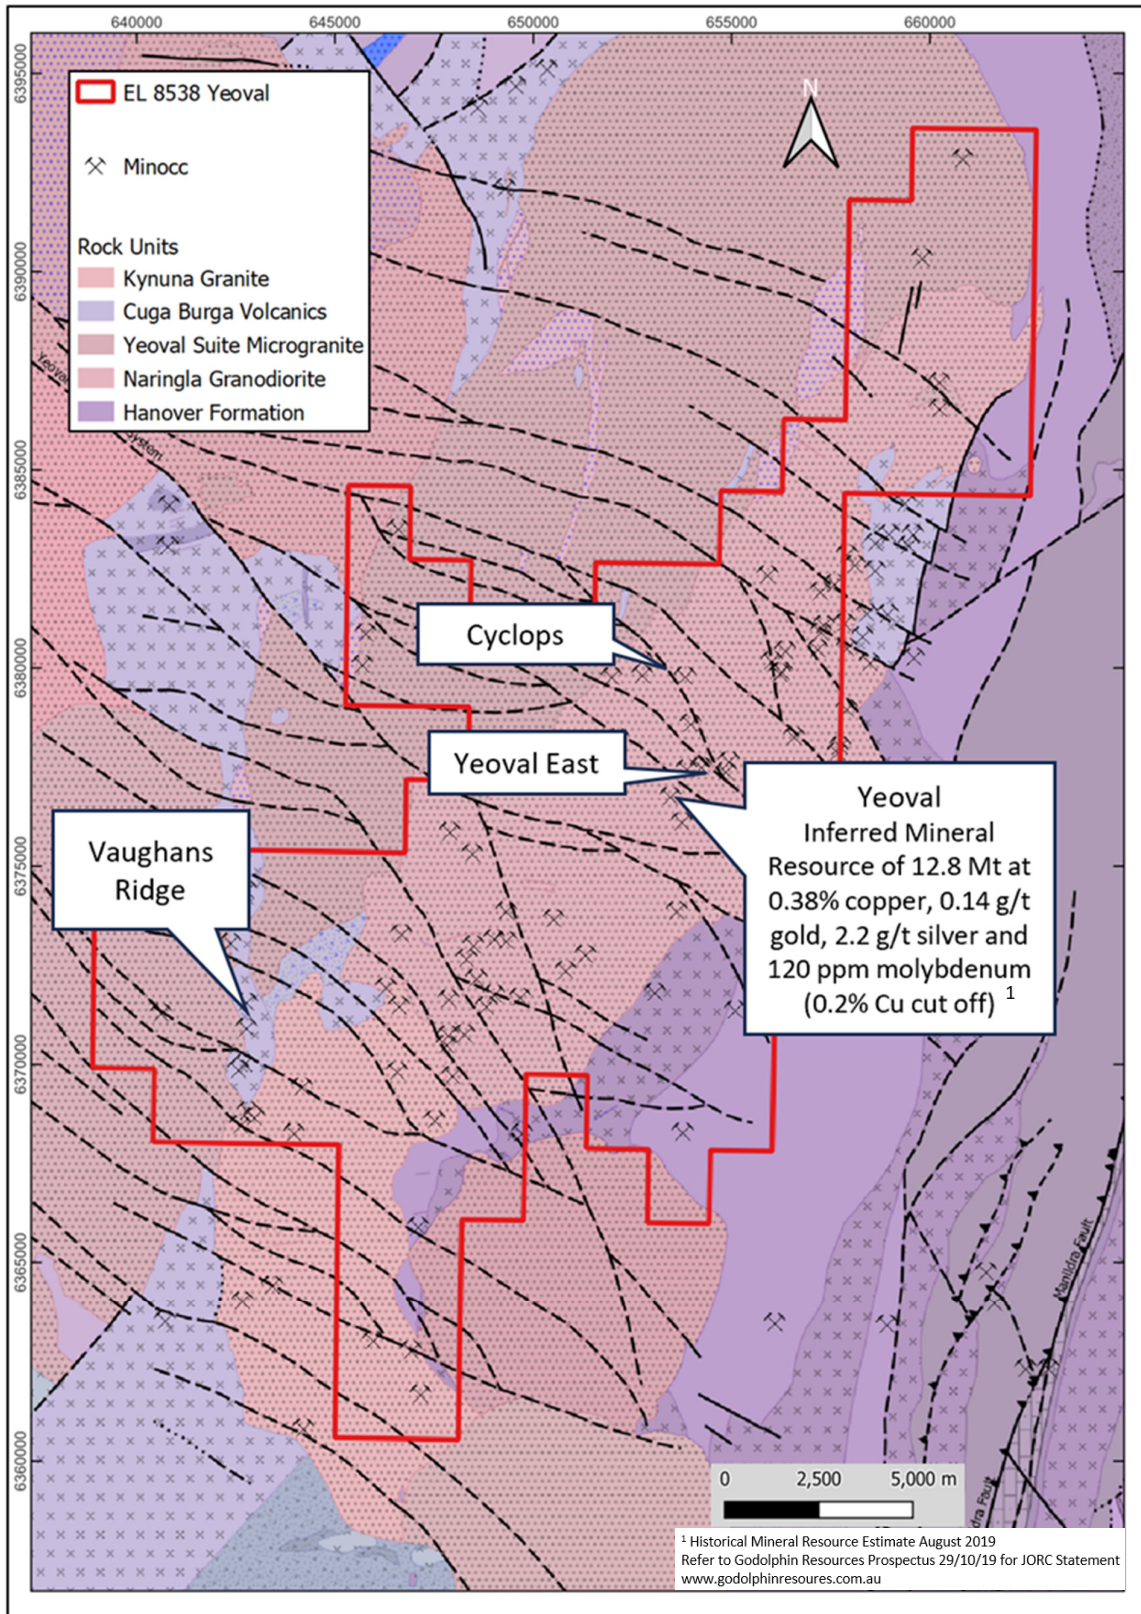 640000
645000
650000
655000
660000
6395000
6390000
6385000
6380000
6375000
6370000
6365000
6360000
EL 8538 Yeoval
Minocc
Rock Units
Kynuna Granite
Cuga Burga Volcanics
Yeoval Suite Microgranite
Naringla Granodiorite
Hanover Formation
N
Cyclops
Yeoval East
Vaughans
Ridge
Yeoval
Inferred Mineral
Resource of 12.8 Mt at
0.38% copper, 0.14 g/t
gold, 2.2 g/t silver and
120 ppm molybdenum
(0.2% Cu cut off) 1
Manildra Fault
0 2,500 5,000 m
1 Historical Mineral Resource Estimate August 2019
Refer to Godolphin Resources Prospectus 29/10/19 for JORC Statement
www.godolphinresoures.com.au